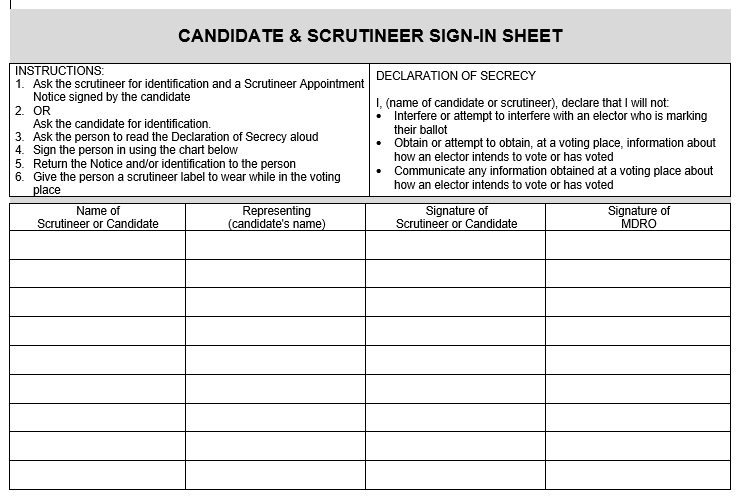 CANDIDATE & SCRUTINEER SIGN-IN SHEET
INSTRUCTIONS:
1. Ask the scrutineer for identification and a Scrutineer Appointment
Notice signed by the candidate
2. OR
Ask the candidate for identification.
3. Ask the person to read the Declaration of Secrecy aloud
4. Sign the person in using the chart below
5. Return the Notice and/or identification to the person
6. Give the person a scrutineer label to wear while in the voting
place
DECLARATION OF SECRECY
I, (name of candidate or scrutineer), declare that I will not:
• Interfere or attempt to interfere with an elector who is marking
their ballot
• Obtain or attempt to obtain, at a voting place, information about
how an elector intends to vote or has voted
• Communicate any information obtained at a voting place about
how an elector intends to vote or has voted
Name of
Scrutineer or Candidate
Representing
(candidate's name)
Signature of
Scrutineer or Candidate
Signature of
MDRO